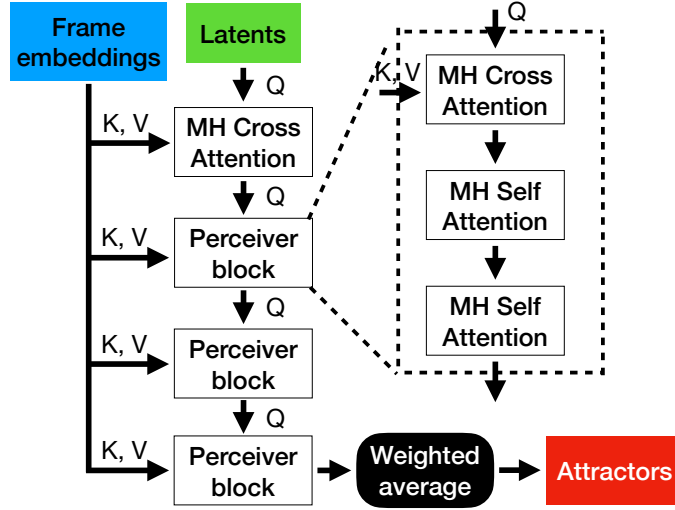 Frame
embeddings
Latents
Q
K, V
MH Cross
Attention
Q
K, V
Perceiver
block
Q
K, V
Perceiver
block
Q
K, V
Perceiver
block
Weighted
average
Attractors
Q
K, V
MH Cross
Attention
MH Self
Attention
MH Self
Attention